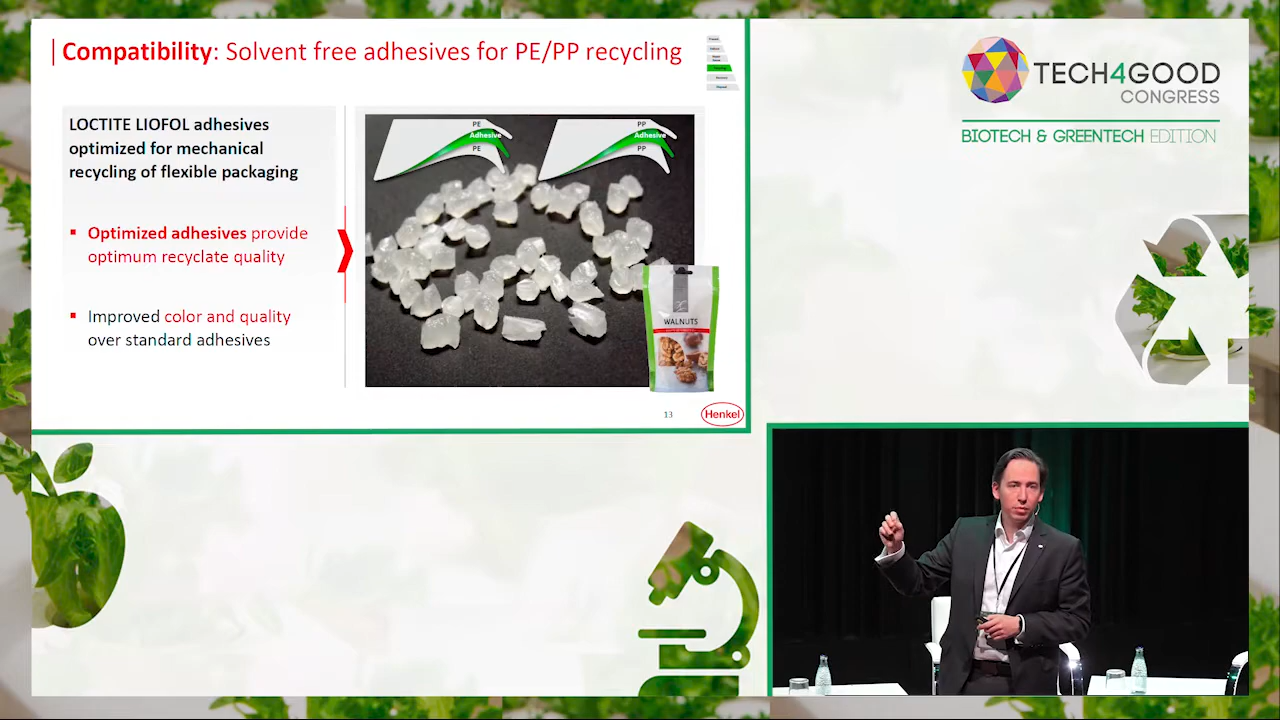 Compatibility: Solvent free adhesives for PE/PP recycling
LOCTITE LIOFOL adhesives
optimized for mechanical
recycling of flexible packaging
▪ Optimized adhesives provide
optimum recyclate quality
▪ Improved color and quality
over standard adhesives
PE
Adhesive
PE
PP
Adhesive
PP
WALNUTS
13
Henkel
TECH4GOOD
CONGRESS
BIOTECH & GREENTECH EDITION